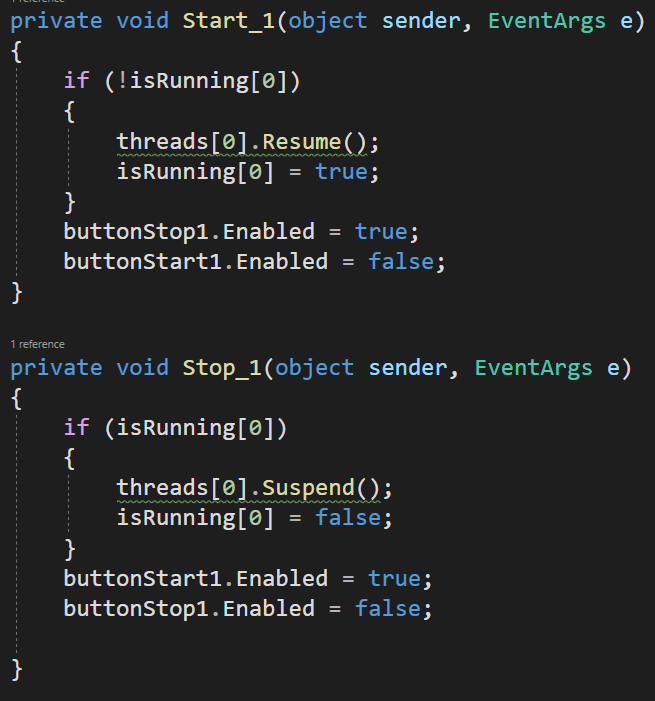 1 reference
private void Start_1(object sender, EventArgs e)
{
if (!isRunning[0])
{
threads[0].Resume();
isRunning[0] = true;
}
buttonStop1.Enabled = true;
buttonStart1.Enabled = false;
}
1 reference
private void Stop_1(object sender, EventArgs e)
{
if (isRunning[0])
{
threads[0].Suspend();
isRunning[0] = false;
}
buttonStart1.Enabled = true;
buttonStop1.Enabled = false;
}